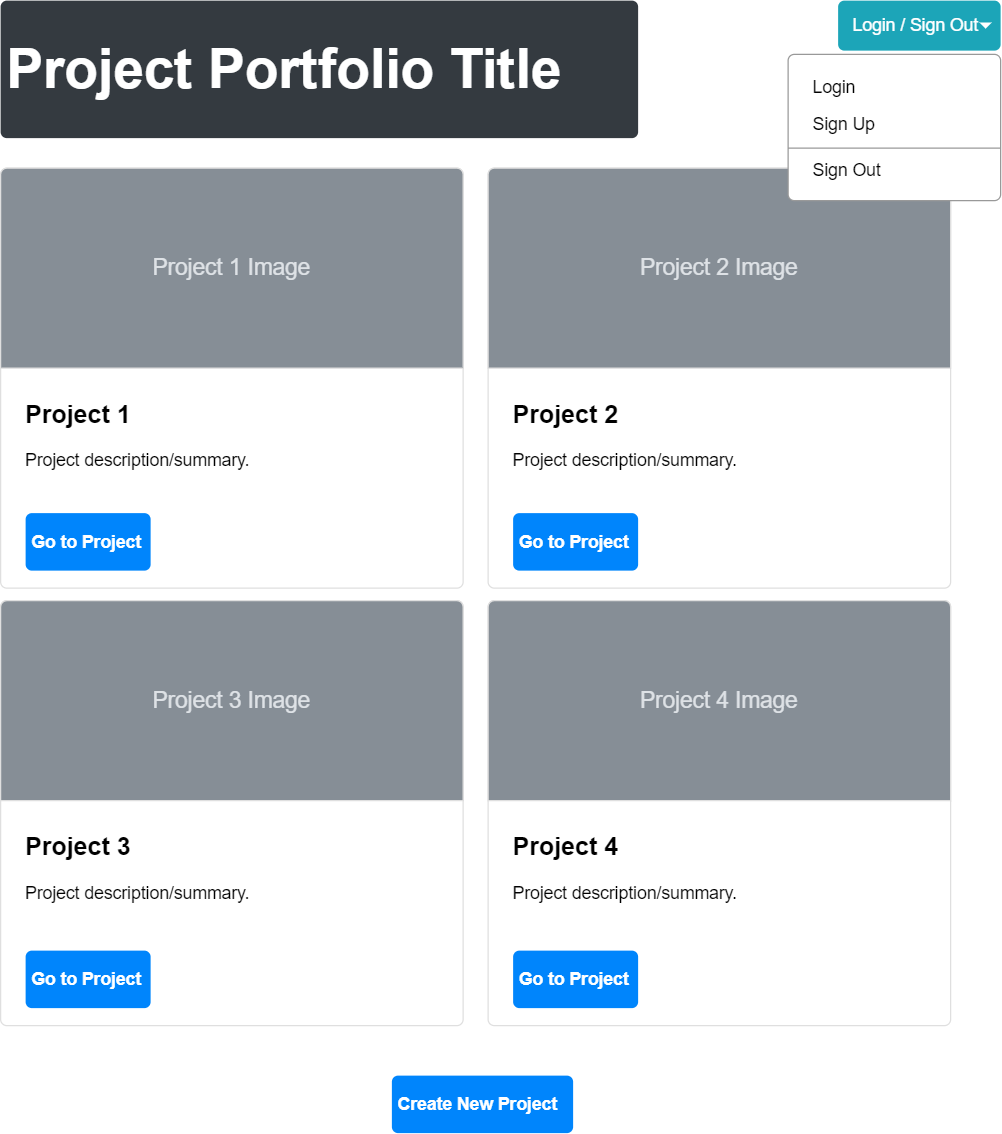 Project Portfolio Title
Login / Sign Out
Login
Sign Up
Sign Out
Project 1 Image
Project 2 Image
Project 1
Project 2
Project description/summary.
Project description/summary.
Go to Project
Go to Project
Project 3 Image
Project 4 Image
Project 3
Project 4
Project description/summary.
Project description/summary.
Go to Project
Go to Project
Create New Project